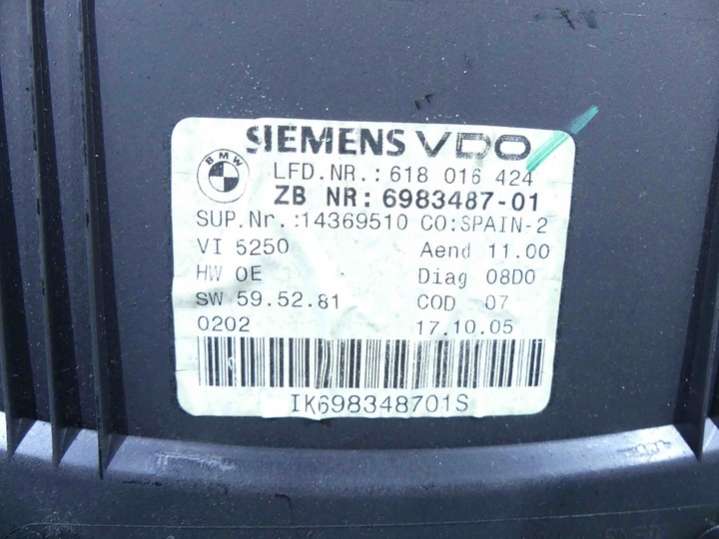 SIEMENS VDO
BMW
LFD.NR.: 618 016 424
ZB NR: 6983487-01
SUP.Nr.:14369510 CO:SPAIN-2
VI 5250 Aend 11.00
HW 0E Diag 08D0
SW 59.52.81 COD 07
0202 17.10.05
IK698348701S